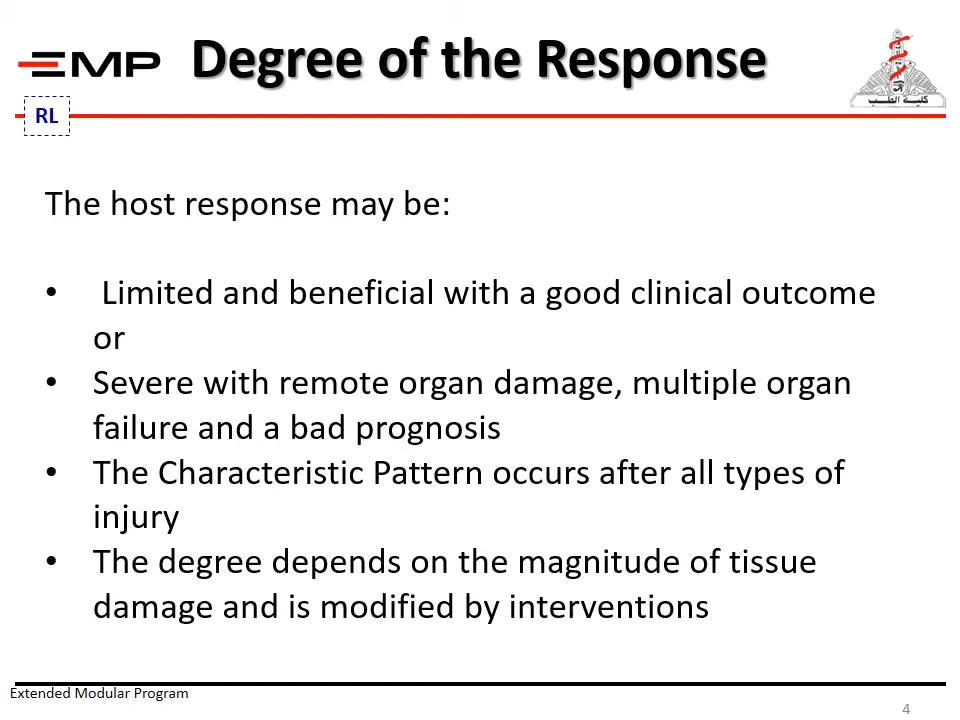 EMP
Degree of the Response
كلية الطب
RL
The host response may be:
• Limited and beneficial with a good clinical outcome
or
• Severe with remote organ damage, multiple organ
failure and a bad prognosis
• The Characteristic Pattern occurs after all types of
injury
• The degree depends on the magnitude of tissue
damage and is modified by interventions
Extended Modular Program
4